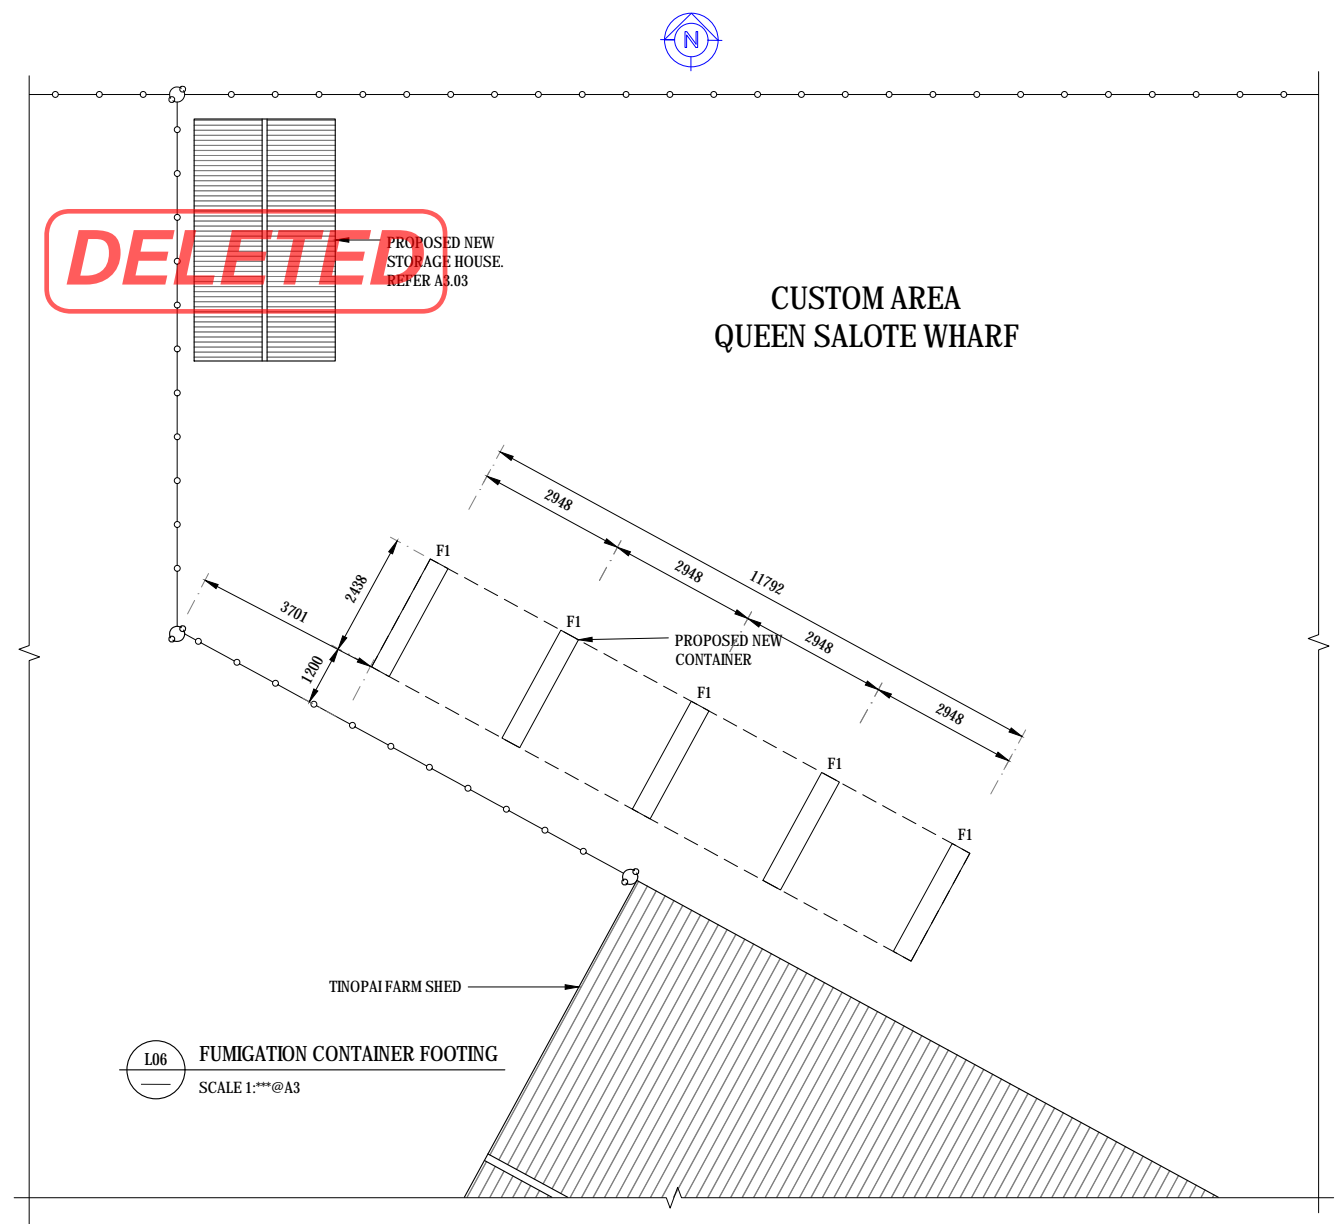 N
DELETED
PROPOSED NEW
STORAGE HOUSE.
REFER A3.03
CUSTOM AREA
QUEEN SALOTE WHARF
2948
2948
11792
2948
2948
F1
2438
3701
1200
F1
PROPOSED NEW
CONTAINER
F1
F1
F1
TINOPAI FARM SHED
L06
FUMIGATION CONTAINER FOOTING
SCALE 1:***@A3